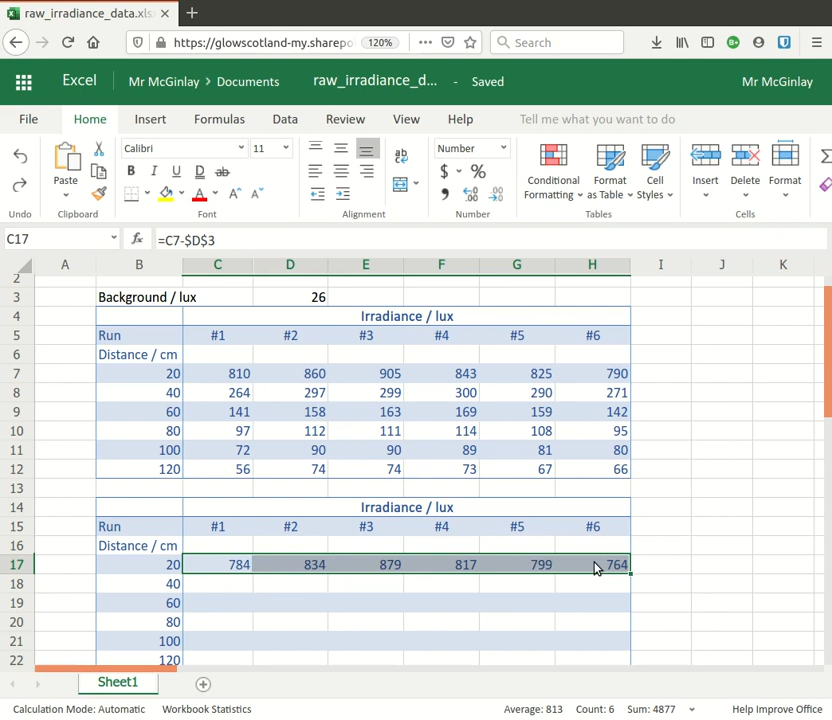 raw_irradiance_data.xlsx
https://glowscotland-my.sharepo 120% Search
Excel Mr McGinlay > Documents raw_irradiance_d... - Saved Mr McGinlay
File Home Insert Formulas Data Review View Help Tell me what you want to do
Calibri 11 Number
B I U D ab A A A $ %
Paste Conditional Formatting Format as Table Cell Styles Insert Delete Format
Undo Clipboard Font Alignment Number Tables Cells
C17 fx =C7-$D$3
A B C D E F G H I J K
2
3 Background / lux 26
4 Irradiance / lux
5 Run #1 #2 #3 #4 #5 #6
6 Distance / cm
7 20 810 860 905 843 825 790
8 40 264 297 299 300 290 271
9 60 141 158 163 169 159 142
10 80 97 112 111 114 108 95
11 100 72 90 90 89 81 80
12 120 56 74 74 73 67 66
13
14 Irradiance / lux
15 Run #1 #2 #3 #4 #5 #6
16 Distance / cm
17 20 784 834 879 817 799 764
18 40
19 60
20 80
21 100
22 120
Sheet1
Calculation Mode: Automatic Workbook Statistics Average: 813 Count: 6 Sum: 4877 Help Improve Office